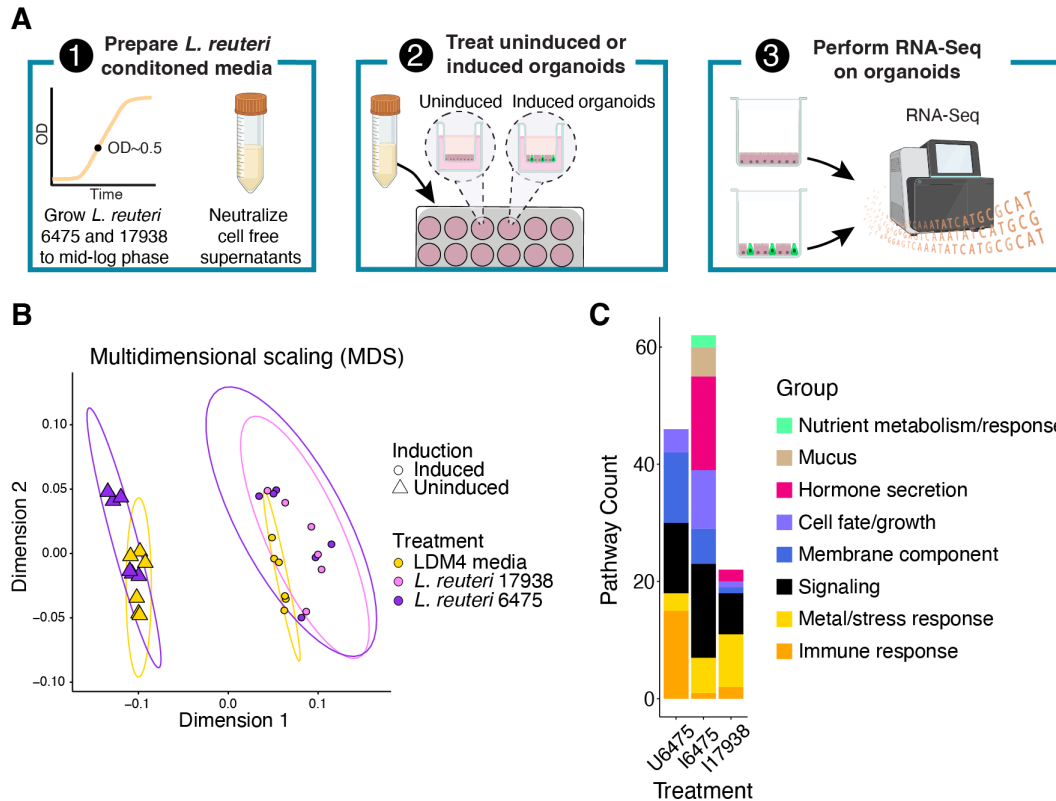 A
1
Prepare L. reuteri
conditoned media
OD
OD~0.5
Time
Grow L. reuteri
6475 and 17938
to mid-log phase
Neutralize
cell free
supernatants
2
Treat uninduced or
induced organoids
Uninduced
Induced organoids
3
Perform RNA-Seq
on organoids
RNA-Seq
B
Multidimensional scaling (MDS)
Dimension 2
0.10
0.05
0.00
−0.05
−0.10
−0.1
0.0
0.1
Dimension 1
Induction
Induced
Uninduced
Treatment
LDM4 media
L. reuteri 17938
L. reuteri 6475
C
Pathway Count
60
40
20
0
U6475
I6475
I17938
Treatment
Group
Nutrient metabolism/response
Mucus
Hormone secretion
Cell fate/growth
Membrane component
Signaling
Metal/stress response
Immune response